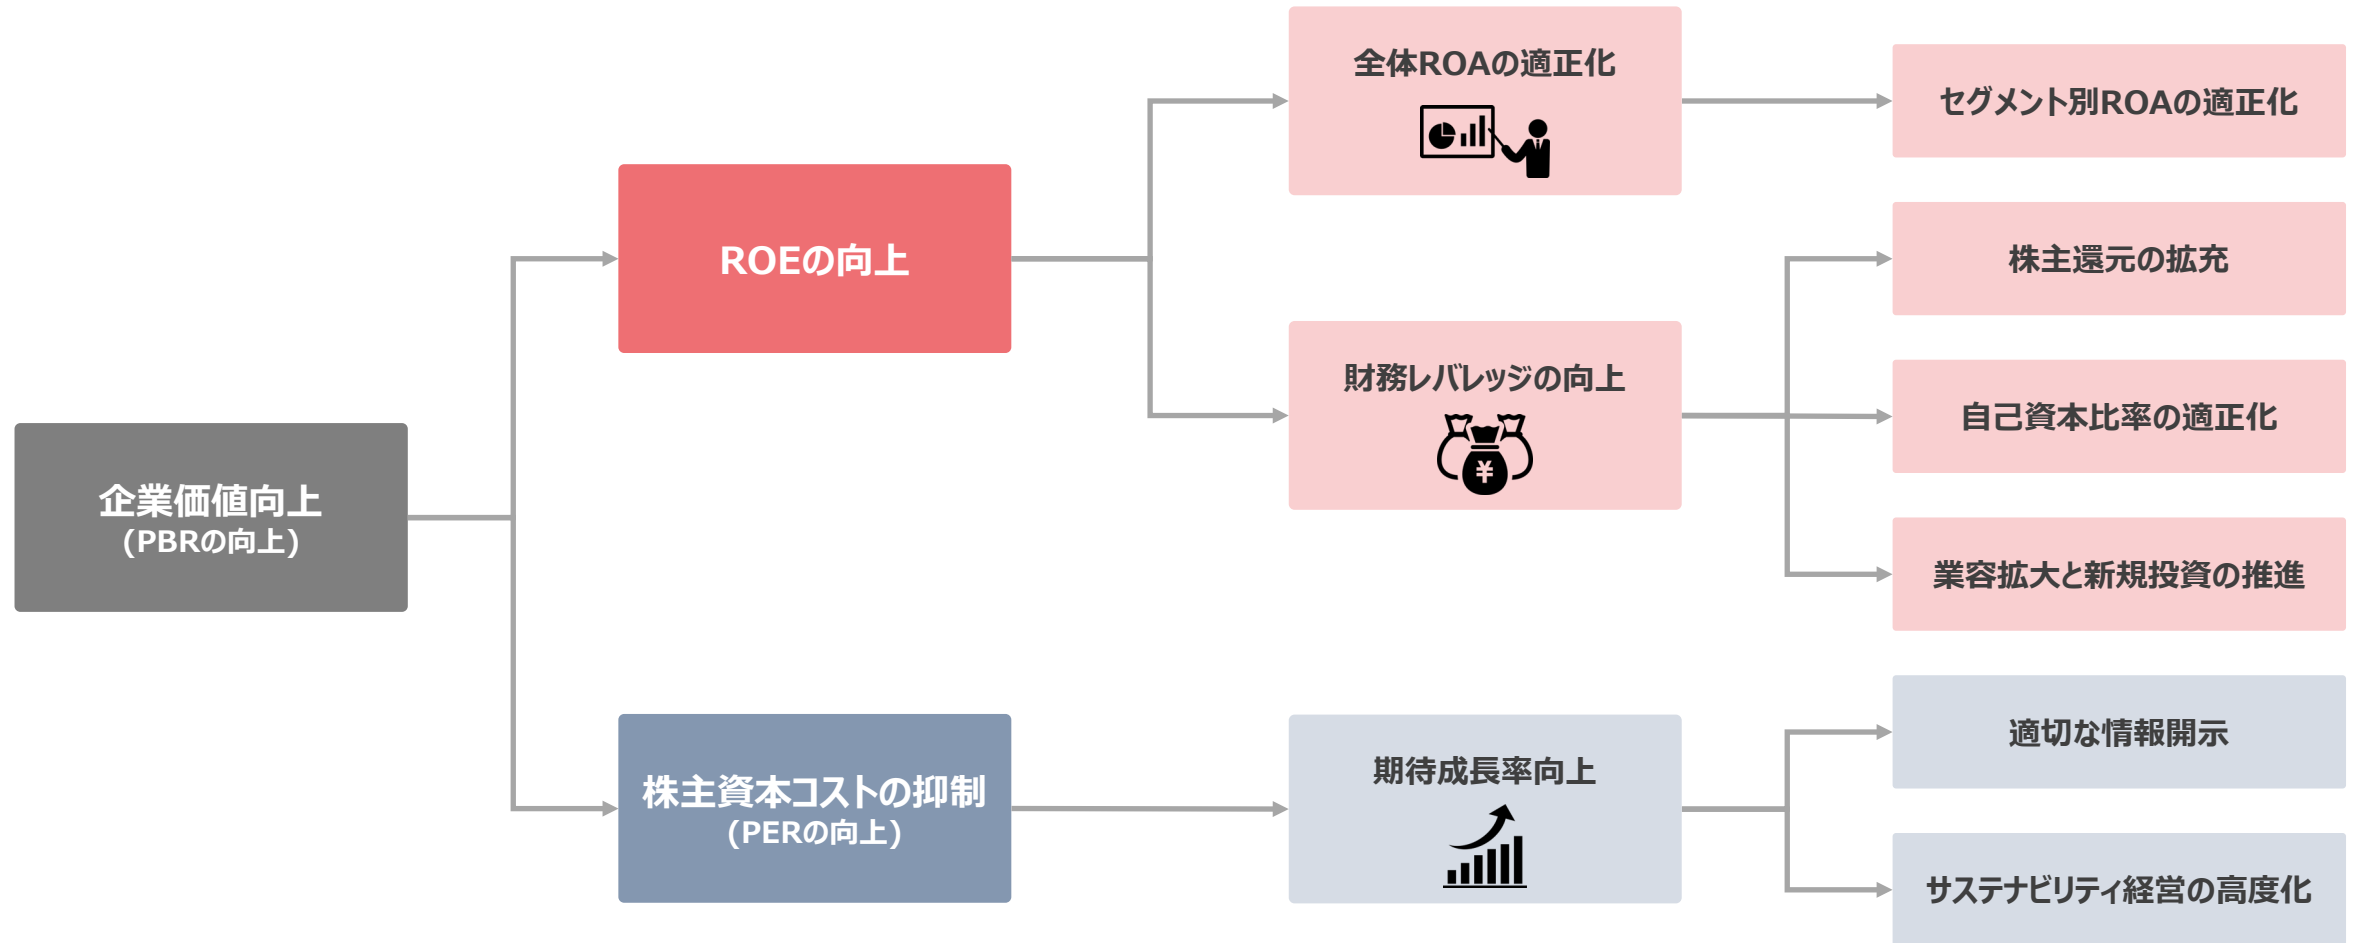 全体ROAの適正化
セグメント別ROAの適正化
ROEの向上
株主還元の拡充
財務レバレッジの向上
¥
自己資本比率の適正化
企業価値向上
(PBRの向上)
業容拡大と新規投資の推進
株主資本コストの抑制
(PERの向上)
期待成長率向上
適切な情報開示
サステナビリティ経営の高度化